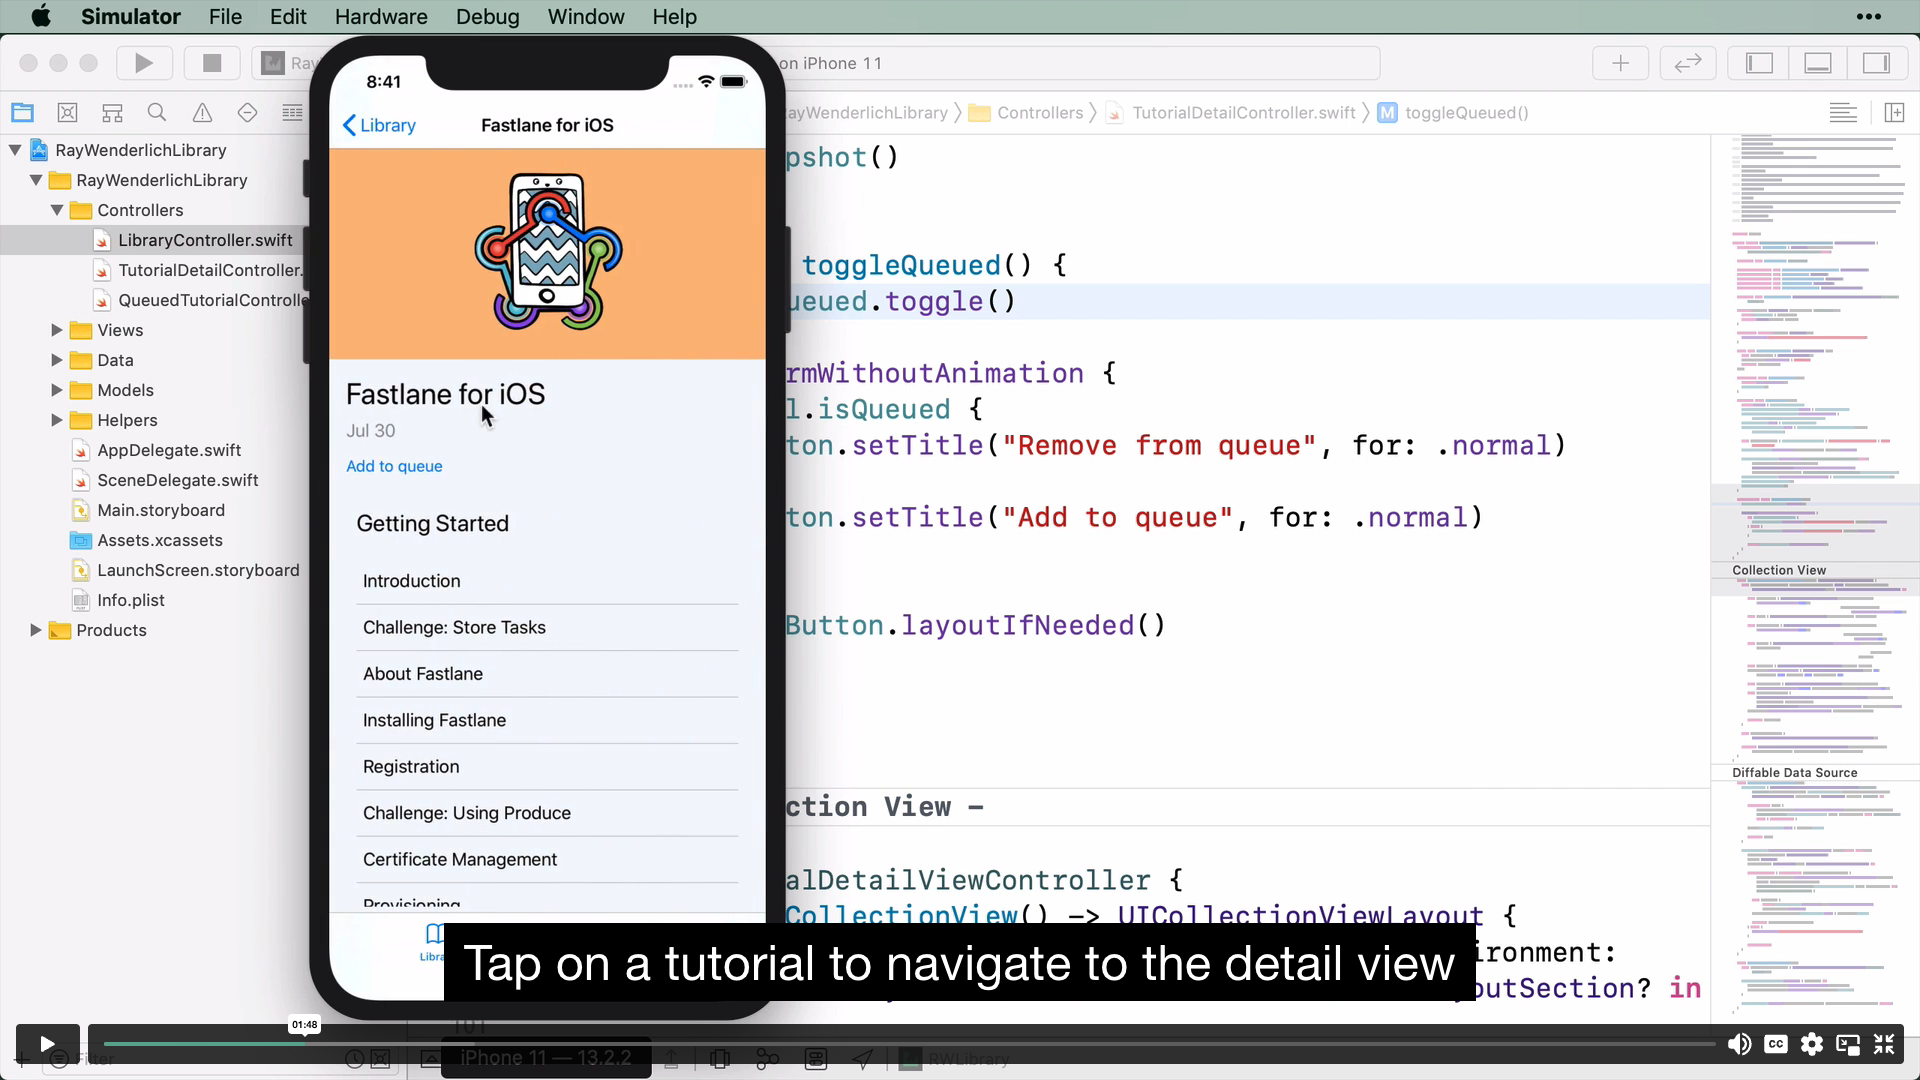 Simulator File Edit Hardware Debug Window Help
on iPhone 11
8:41
Library
Fastlane for iOS
Controllers
TutorialDetailController.swift
M
toggleQueued()
RayWenderlichLibrary
RayWenderlichLibrary
Controllers
LibraryController.swift
TutorialDetailController.
QueuedTutorialControlle
Views
Data
Models
Helpers
AppDelegate.swift
SceneDelegate.swift
Main.storyboard
Assets.xcassets
LaunchScreen.storyboard
Info.plist
Products
Fastlane for iOS
Jul 30
Add to queue
Getting Started
Introduction
Challenge: Store Tasks
About Fastlane
Installing Fastlane
Registration
Challenge: Using Produce
Certificate Management
Provisioning
pshot()
toggleQueued() {
ueued.toggle()
rmWithoutAnimation {
l.isQueued {
ton.setTitle("Remove from queue", for: .normal)
ton.setTitle("Add to queue", for: .normal)
Button.layoutIfNeeded()
ction View –
alDetailViewController {
CollectionView() -> UICollectionViewLayout {
ironment:
outSection? in
Collection View
Diffable Data Source
Tap on a tutorial to navigate to the detail view
01:48
CC
Filter
iPhone 11 — 13.2.2
RWLibrary